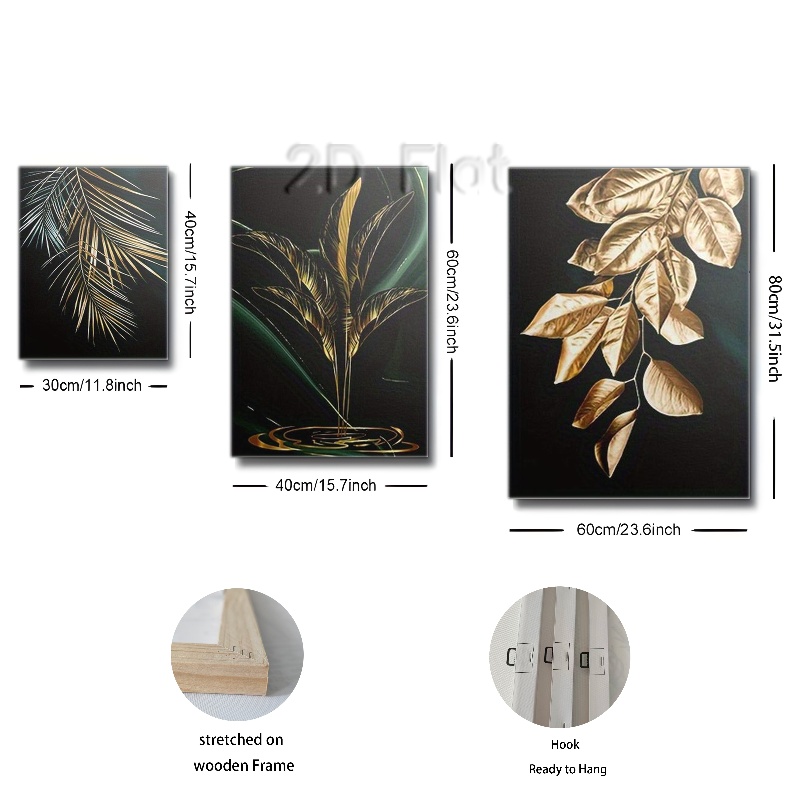 2D Flat
40cm/15.7inch
30cm/11.8inch
60cm/23.6inch
40cm/15.7inch
80cm/31.5inch
60cm/23.6inch
stretched on
wooden Frame
Hook
Ready to Hang